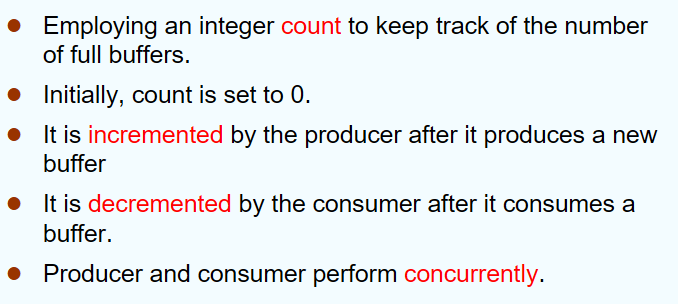 Employing an integer count to keep track of the number
of full buffers.
Initially, count is set to 0.
It is incremented by the producer after it produces a new
buffer
It is decremented by the consumer after it consumes a
buffer.
Producer and consumer perform concurrently.